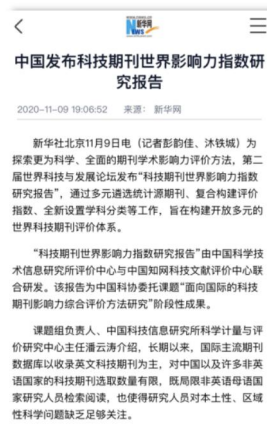 新华网
NEWS
中国发布科技期刊世界影响力指数研
究报告
2020-11-09 19:06:52 来源： 新华网
新华社北京11月9日电（记者彭韵佳、沐铁城）为
探索更为科学、全面的期刊学术影响力评价方法，第二
届世界科技与发展论坛发布“科技期刊世界影响力指数
研究报告”，通过多元遴选统计源期刊、复合构建评价
指数、全新设置学科分类等工作，旨在构建开放多元的
世界科技期刊评价体系。
“科技期刊世界影响力指数研究报告”由中国科学技
术信息研究所评价中心与中国知网科技文献评价中心联
合研发。该报告为中国科协委托课题“面向国际的科技
期刊影响力综合评价方法研究”阶段性成果。
课题组负责人、中国科技信息研究所科学计量与评
价研究中心主任潘云涛介绍，长期以来，国际主流期刊
数据库以收录英文科技期刊为主，对中国以及许多非英
语国家的科技期刊选取数量有限，既局限非英语母语国
家研究人员检索阅读，也使得研究人员对本土性、区域
性科学问题缺乏足够关注。